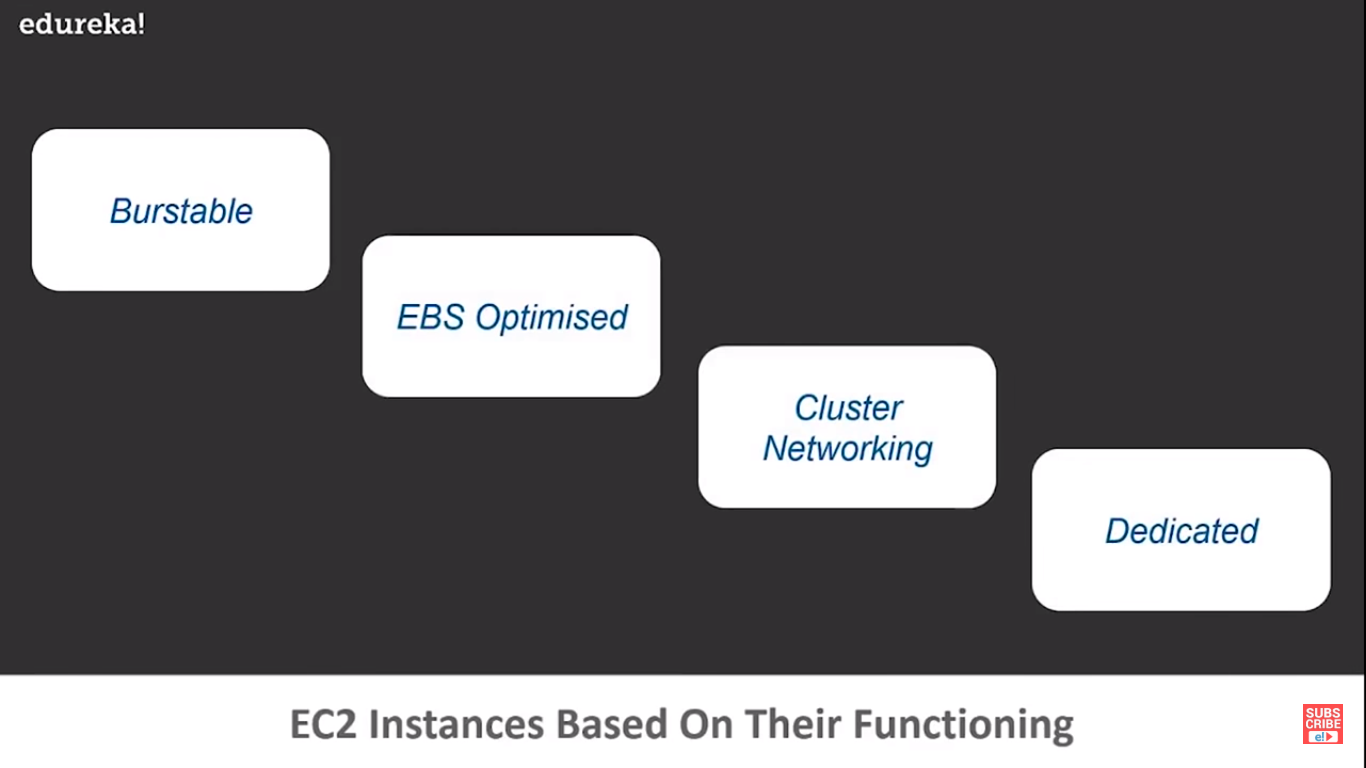 edureka!
Burstable
EBS Optimised
Cluster
Networking
Dedicated
EC2 Instances Based On Their Functioning
SUBS
CRIBE
e!